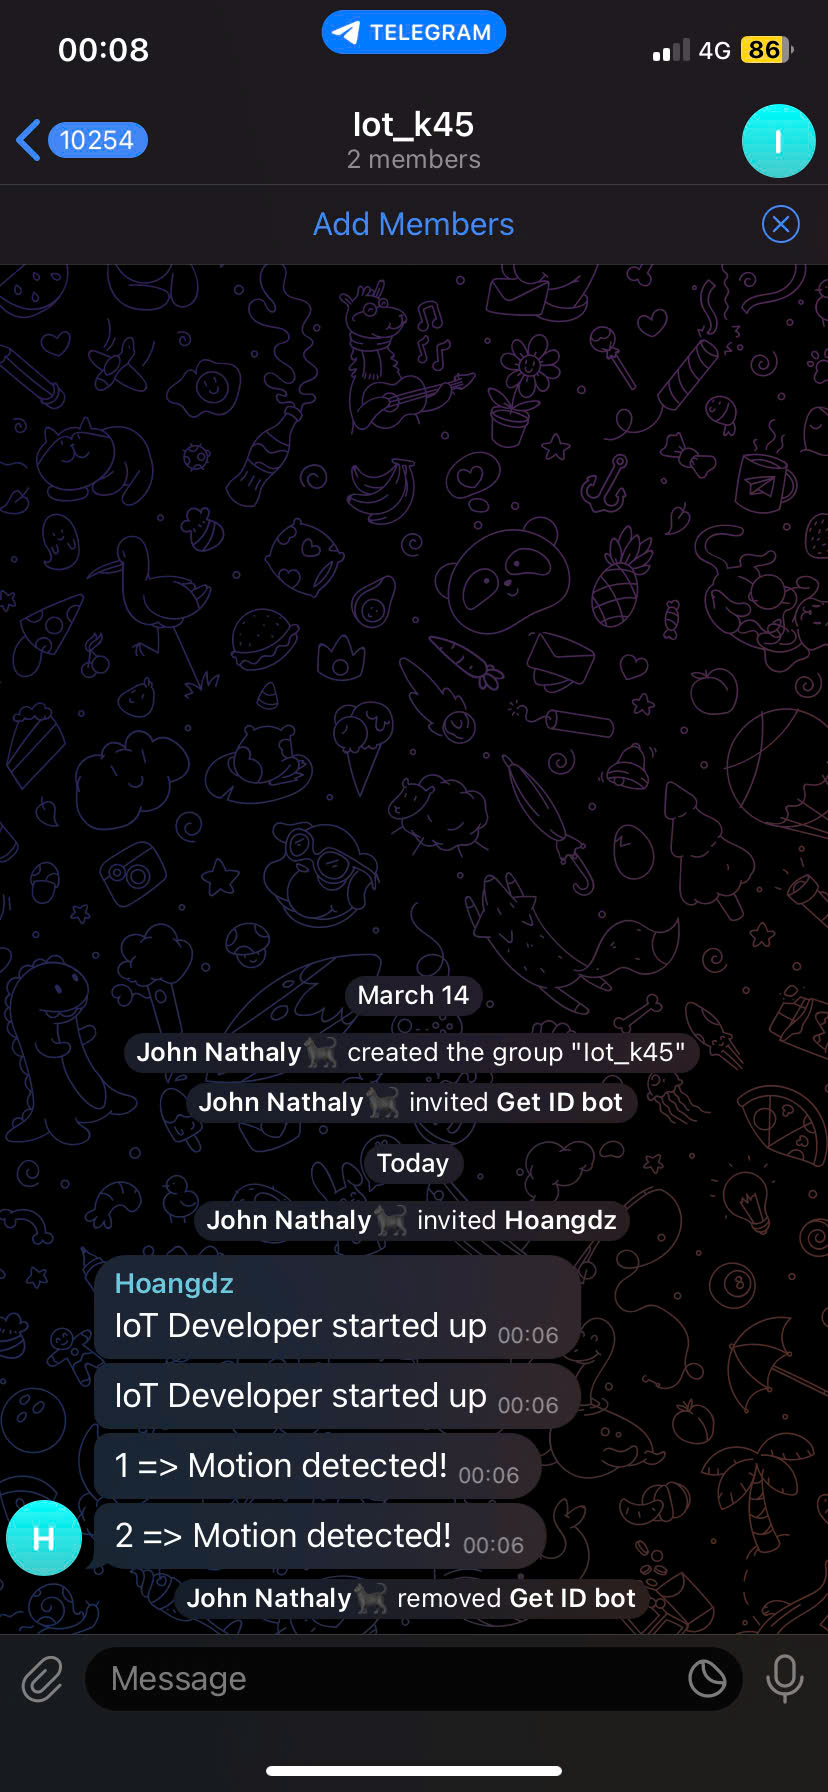 00:08
TELEGRAM
4G 86
10254
Iot_k45
2 members
I
Add Members
March 14
John Nathaly🐈‍⬛ created the group "Iot_k45"
John Nathaly🐈‍⬛ invited Get ID bot
Today
John Nathaly🐈‍⬛ invited Hoangdz
Hoangdz
IoT Developer started up 00:06
IoT Developer started up 00:06
1 => Motion detected! 00:06
2 => Motion detected! 00:06
H
John Nathaly🐈‍⬛ removed Get ID bot
Message